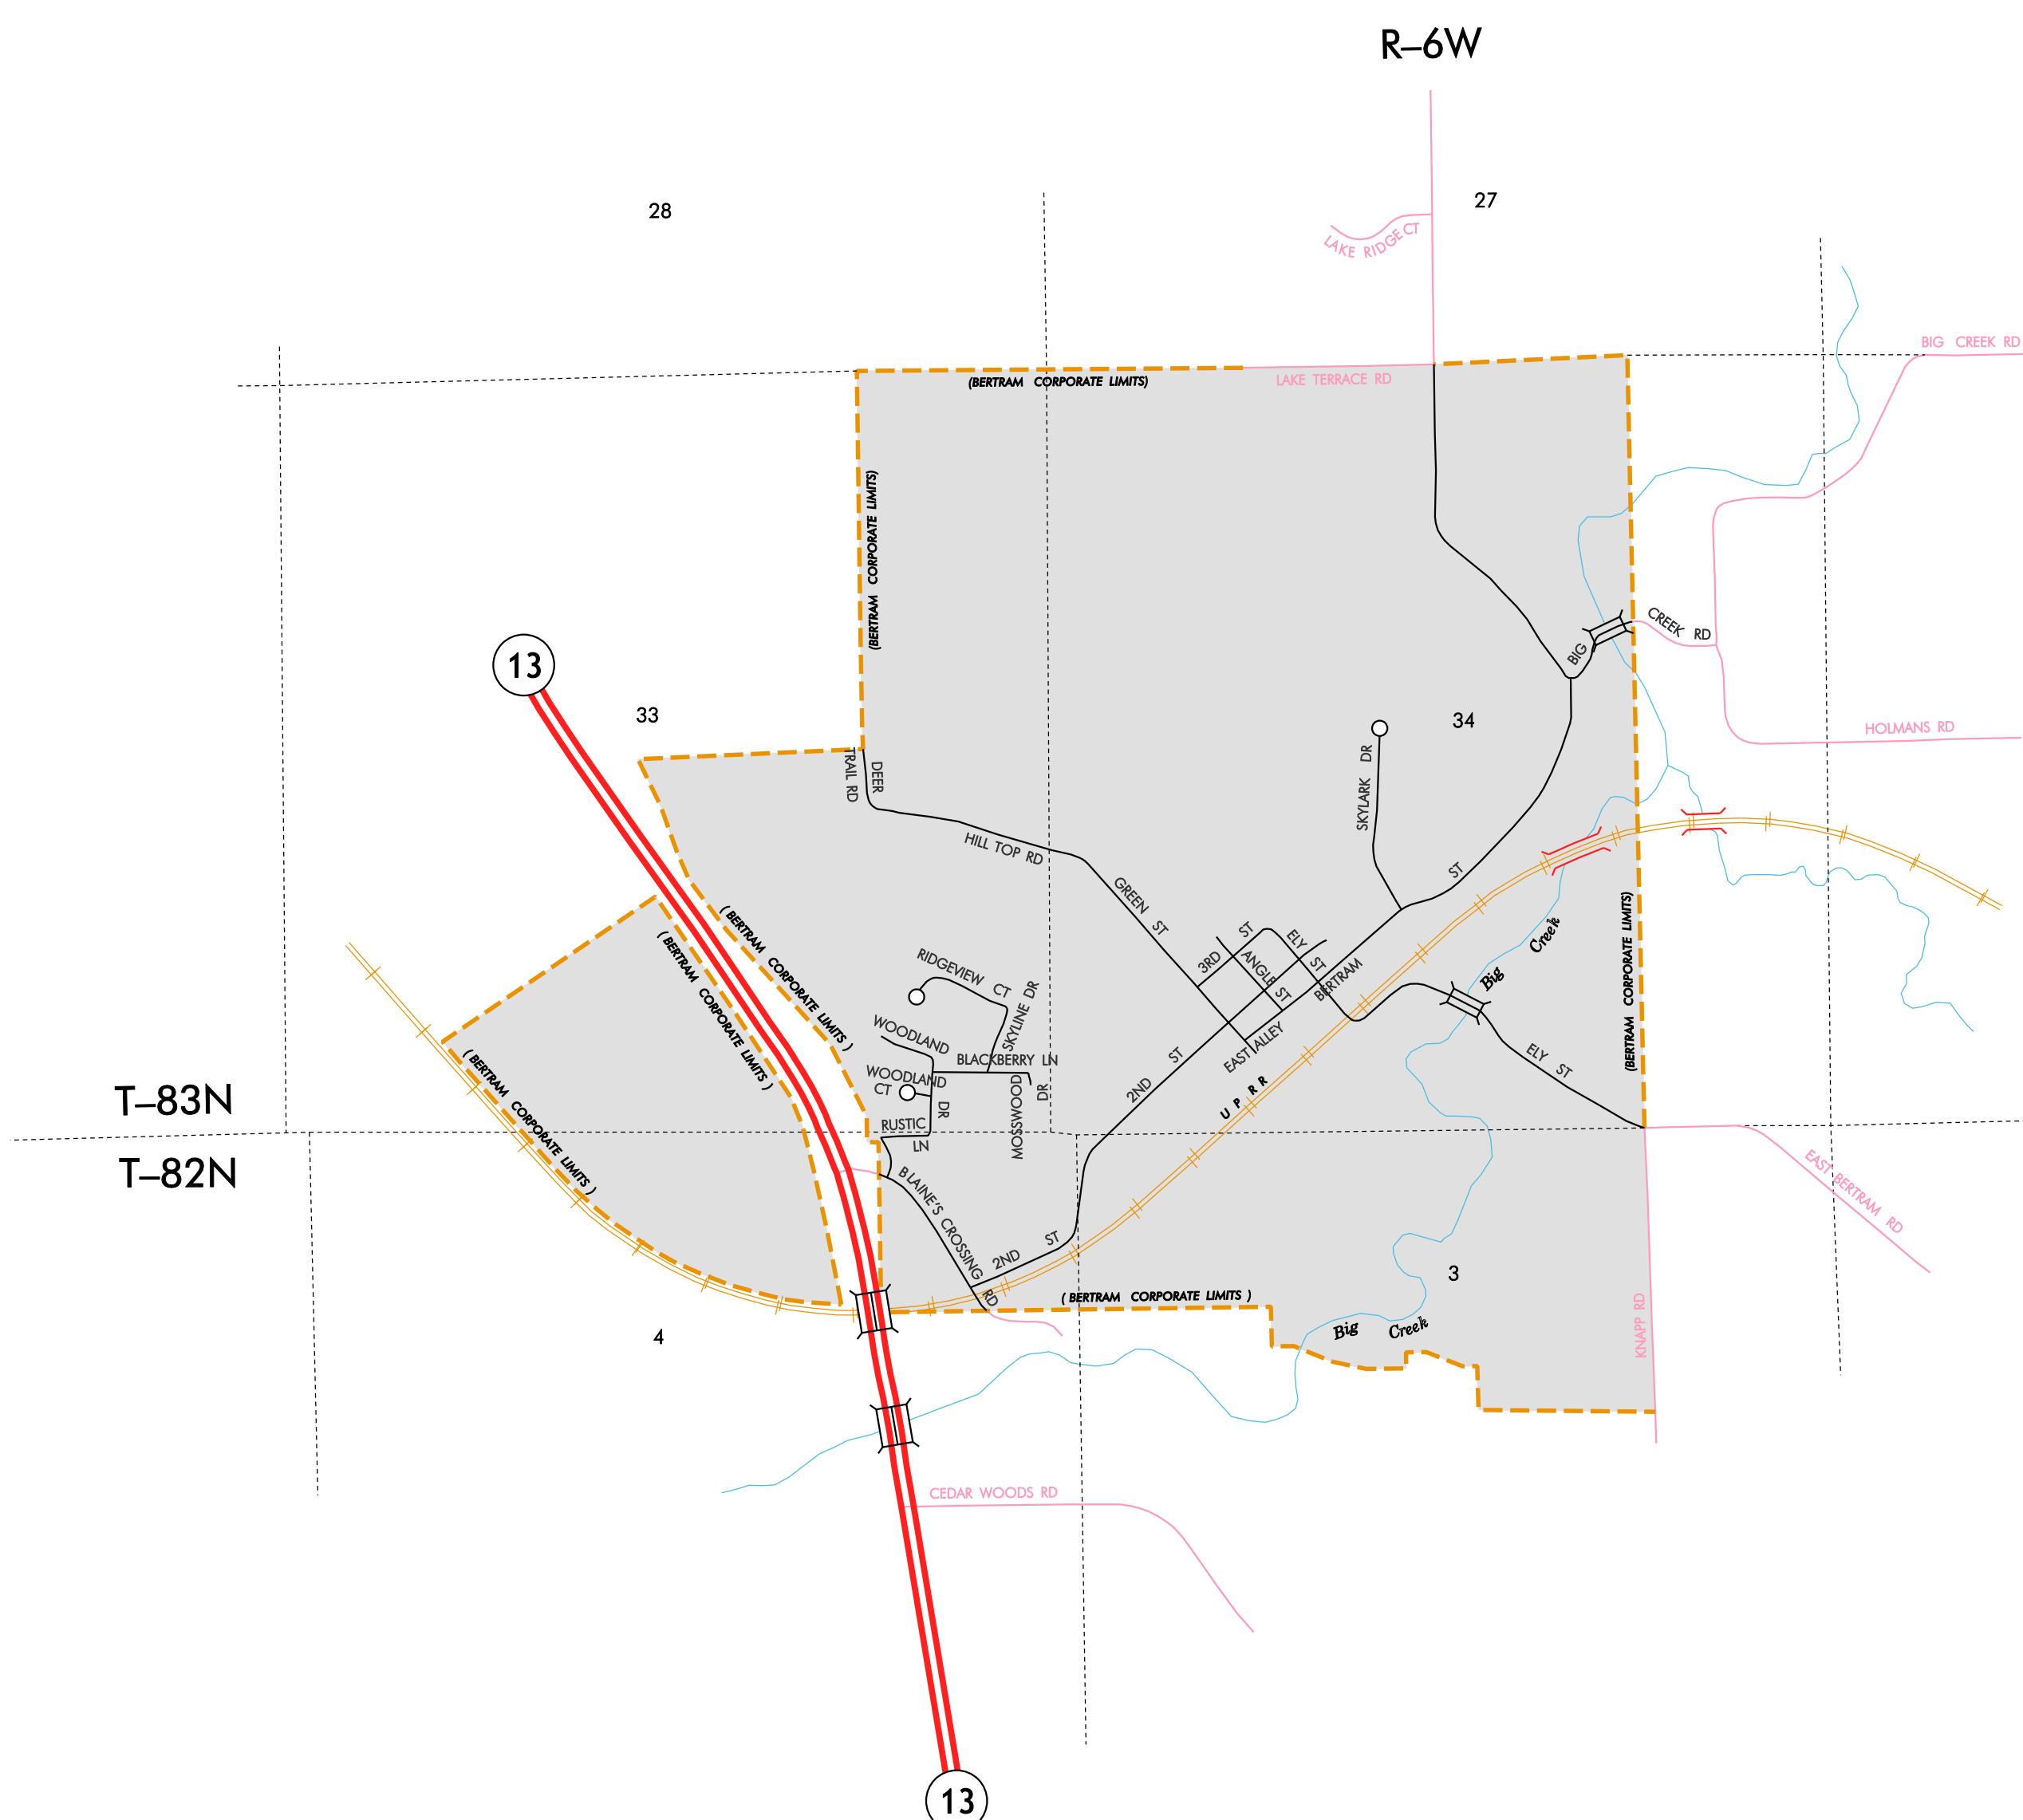 R–6W
28
27
LAKE RIDGE CT
BIG CREEK RD
(BERTRAM CORPORATE LIMITS)
LAKE TERRACE RD
(BERTRAM CORPORATE LIMITS)
CREEK RD
BIG
13
33
34
HOLMANS RD
DEER
TRAIL RD
SKYLARK DR
HILL TOP RD
ST
GREEN ST
(BERTRAM CORPORATE LIMITS)
( BERTRAM CORPORATE LIMITS )
( BERTRAM CORPORATE LIMITS )
3RD ST
ELY ST
ANGLE ST
BERTRAM
Big Creek
RIDGEVIEW CT
SKYLINE DR
WOODLAND
BLACKBERRY LN
EAST ALLEY
WOODLAND
CT
DR
MOSSWOOD
DR
2ND ST
U P R R
ELY ST
( BERTRAM CORPORATE LIMITS )
T–83N
T–82N
RUSTIC
LN
BLAINE'S CROSSING RD
2ND ST
EAST BERTRAM RD
3
( BERTRAM CORPORATE LIMITS )
Big Creek
KNAPP RD
4
CEDAR WOODS RD
13